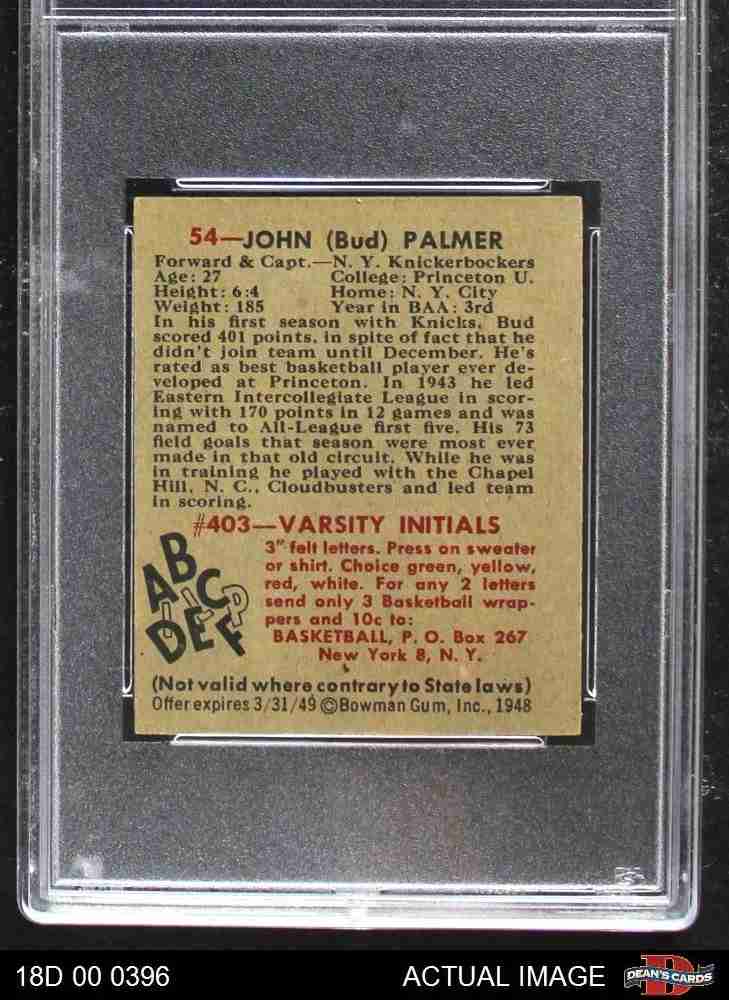 54—JOHN (Bud) PALMER
Forward & Capt.—N. Y. Knickerbockers
Age: 27 College: Princeton U.
Height: 6:4 Home: N. Y. City
Weight: 185 Year in BAA: 3rd
In his first season with Knicks, Bud
scored 401 points, in spite of fact that he
didn't join team until December. He's
rated as best basketball player ever de-
veloped at Princeton. In 1943 he led
Eastern Intercollegiate League in scor-
ing with 170 points in 12 games and was
named to All-League first five. His 73
field goals that season were most ever
made in that old circuit. While he was
in training he played with the Chapel
Hill, N. C., Cloudbusters and led team
in scoring.
#403—VARSITY INITIALS
3" felt letters. Press on sweater
or shirt. Choice green, yellow,
red, white. For any 2 letters
send only 3 Basketball wrap-
pers and 10c to:
BASKETBALL, P. O. Box 267
New York 8, N. Y.
ABC
DEF
(Not valid where contrary to State laws)
Offer expires 3/31/49 ©Bowman Gum, Inc., 1948
18D 00 0396
ACTUAL IMAGE
DEAN'S CARDS